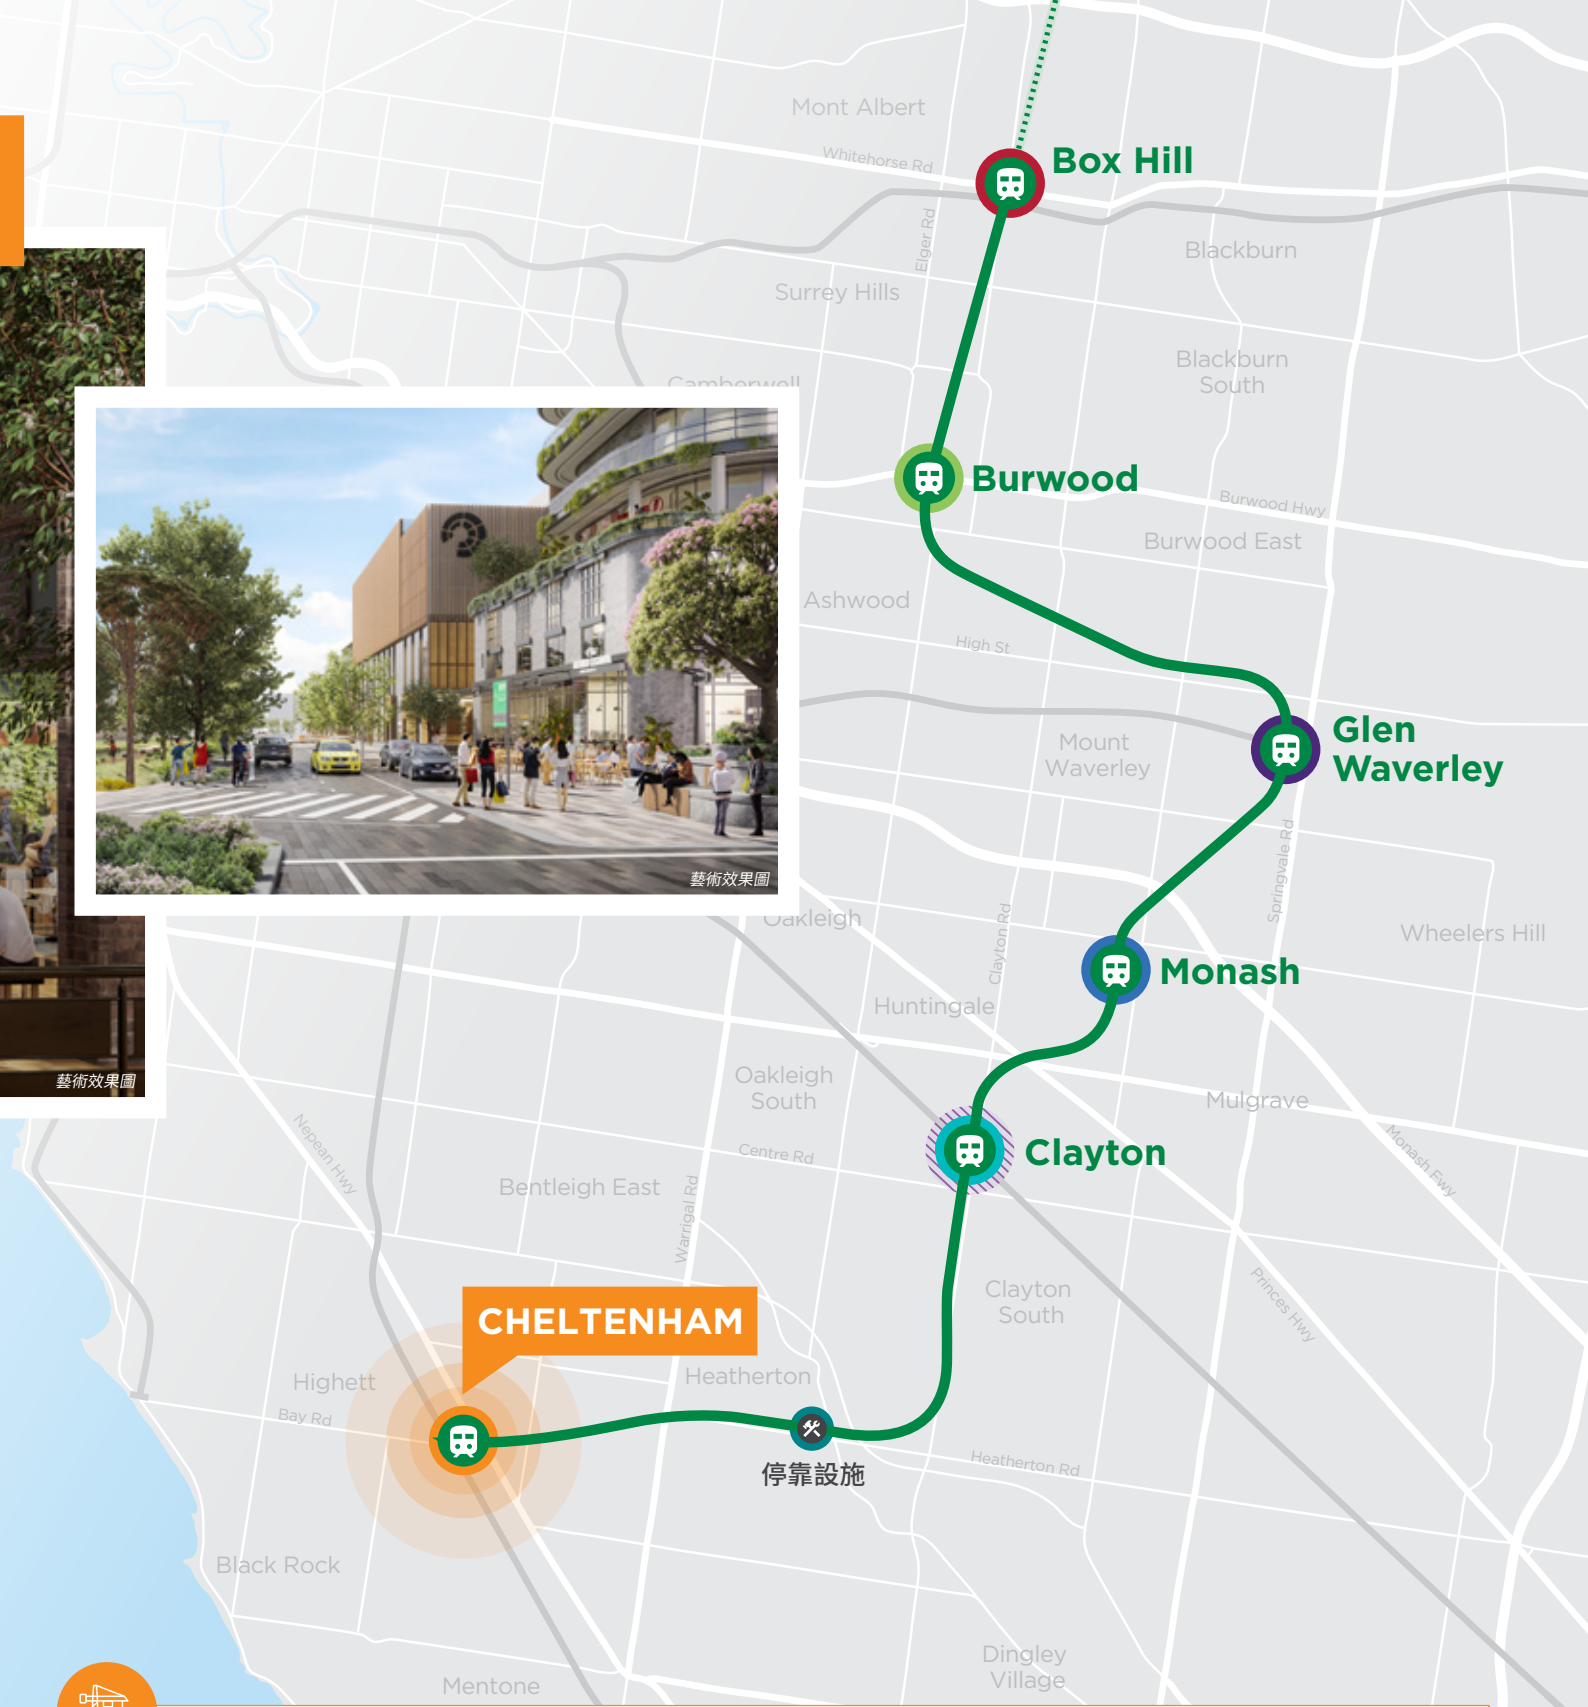 Mont Albert
Whitehorse Rd
Box Hill
Elger Rd
Blackburn
Surrey Hills
Blackburn
South
Camberwell
Burwood
Burwood Hwy
Burwood East
Ashwood
High St
Glen
Waverley
Mount
Waverley
藝術效果圖
Springvale Rd
Oakleigh
Clayton Rd
Wheelers Hill
Monash
Huntingale
藝術效果圖
Oakleigh
South
Mulgrave
Nepean Hwy
Centre Rd
Clayton
Monash Fwy
Bentleigh East
Warrigal Rd
Clayton
South
Princes Hwy
CHELTENHAM
Highett
Heatherton
Bay Rd
停靠設施
Heatherton Rd
Black Rock
Dingley
Village
Mentone